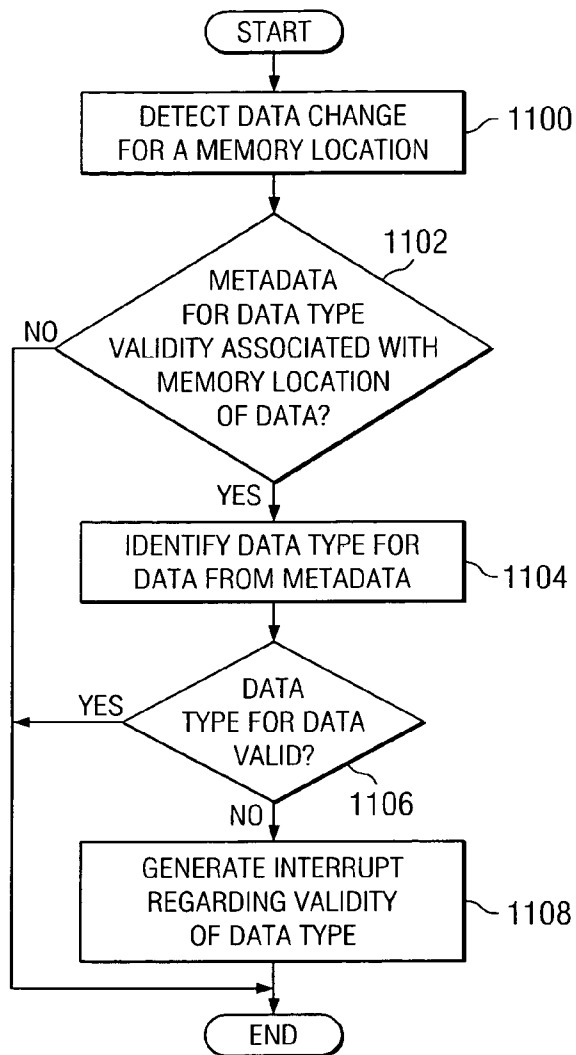 START
DETECT DATA CHANGE
FOR A MEMORY LOCATION
1100
1102
METADATA
FOR DATA TYPE
VALIDITY ASSOCIATED WITH
MEMORY LOCATION
OF DATA?
NO
YES
IDENTIFY DATA TYPE FOR
DATA FROM METADATA
1104
DATA
TYPE FOR DATA
VALID?
YES
1106
NO
GENERATE INTERRUPT
REGARDING VALIDITY
OF DATA TYPE
1108
END